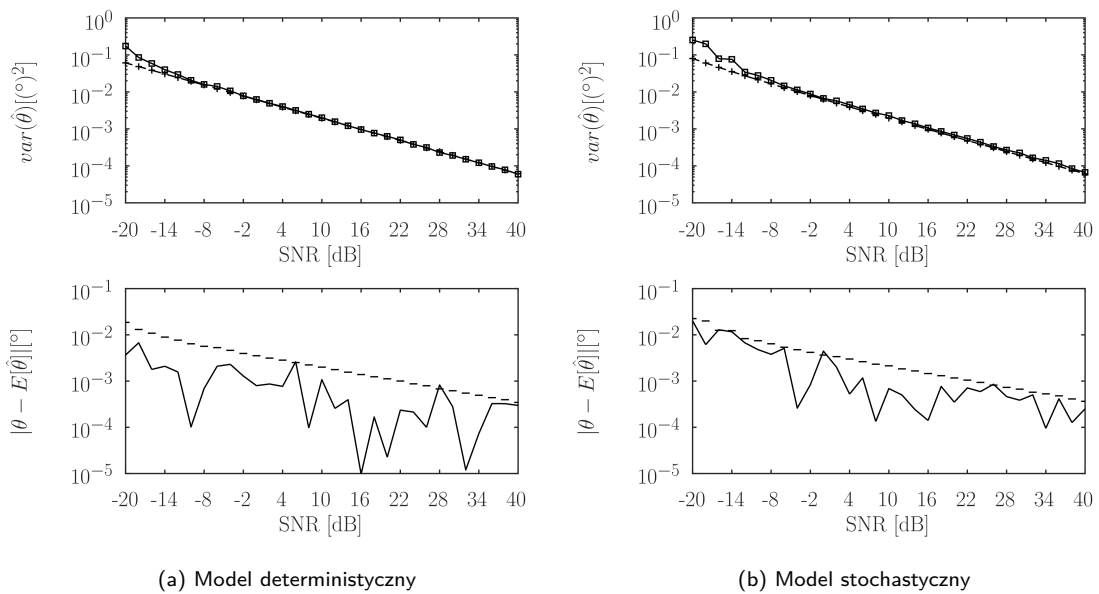 10^0
10^{-1}
10^{-2}
10^{-3}
10^{-4}
10^{-5}
var(θ̂)[(°)^2]
-20 -14 -8 -2 4 10 16 22 28 34 40
SNR [dB]
10^0
10^{-1}
10^{-2}
10^{-3}
10^{-4}
10^{-5}
var(θ̂)[(°)^2]
-20 -14 -8 -2 4 10 16 22 28 34 40
SNR [dB]
10^{-1}
10^{-2}
10^{-3}
10^{-4}
10^{-5}
|θ − E[θ̂]|[°]
-20 -14 -8 -2 4 10 16 22 28 34 40
SNR [dB]
10^{-1}
10^{-2}
10^{-3}
10^{-4}
10^{-5}
|θ − E[θ̂]|[°]
-20 -14 -8 -2 4 10 16 22 28 34 40
SNR [dB]
(a) Model deterministyczny
(b) Model stochastyczny